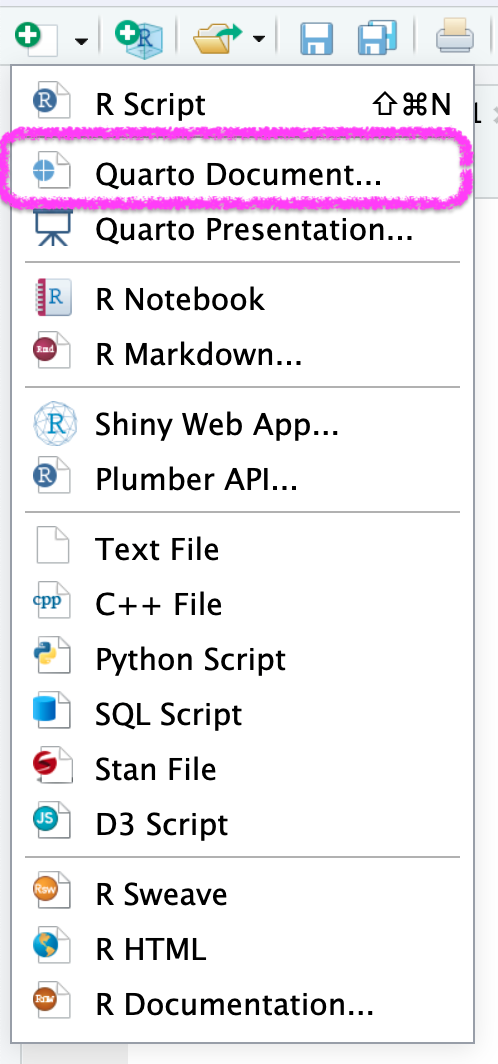 R Script ⇧⌘N
Quarto Document...
Quarto Presentation...
R Notebook
R Markdown...
Shiny Web App...
Plumber API...
Text File
C++ File
Python Script
SQL Script
Stan File
D3 Script
R Sweave
R HTML
R Documentation...